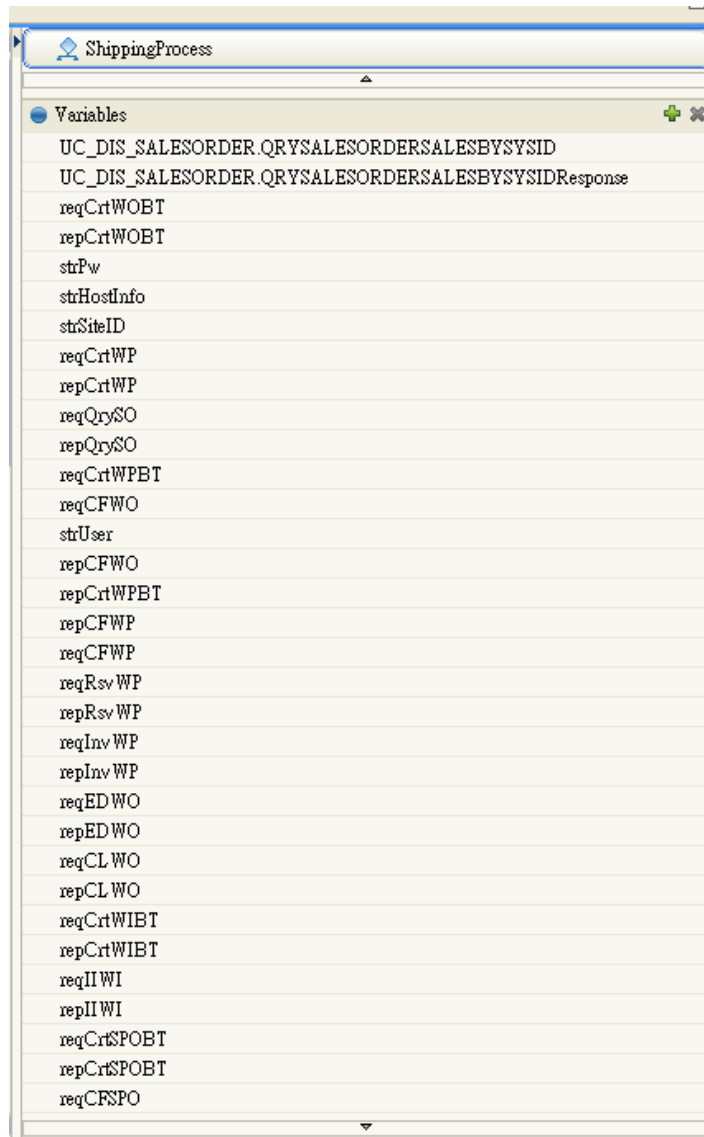 ShippingProcess
Variables
UC_DIS_SALESORDER.QRYSALESORDERSALESBYSYSID
UC_DIS_SALESORDER.QRYSALESORDERSALESBYSYSIDResponse
reqCrtWOBT
repCrtWOBT
strPw
strHostInfo
strSiteID
reqCrtWP
repCrtWP
reqQrySO
repQrySO
reqCrtWPBT
reqCFWO
strUser
repCFWO
repCrtWPBT
repCFWP
reqCFWP
reqRsvWP
repRsvWP
reqInvWP
repInvWP
reqEDWO
repEDWO
reqCLWO
repCLWO
reqCrtWIBT
repCrtWIBT
reqIIWI
repIIWI
reqCrtSPOBT
repCrtSPOBT
reqCFSPO